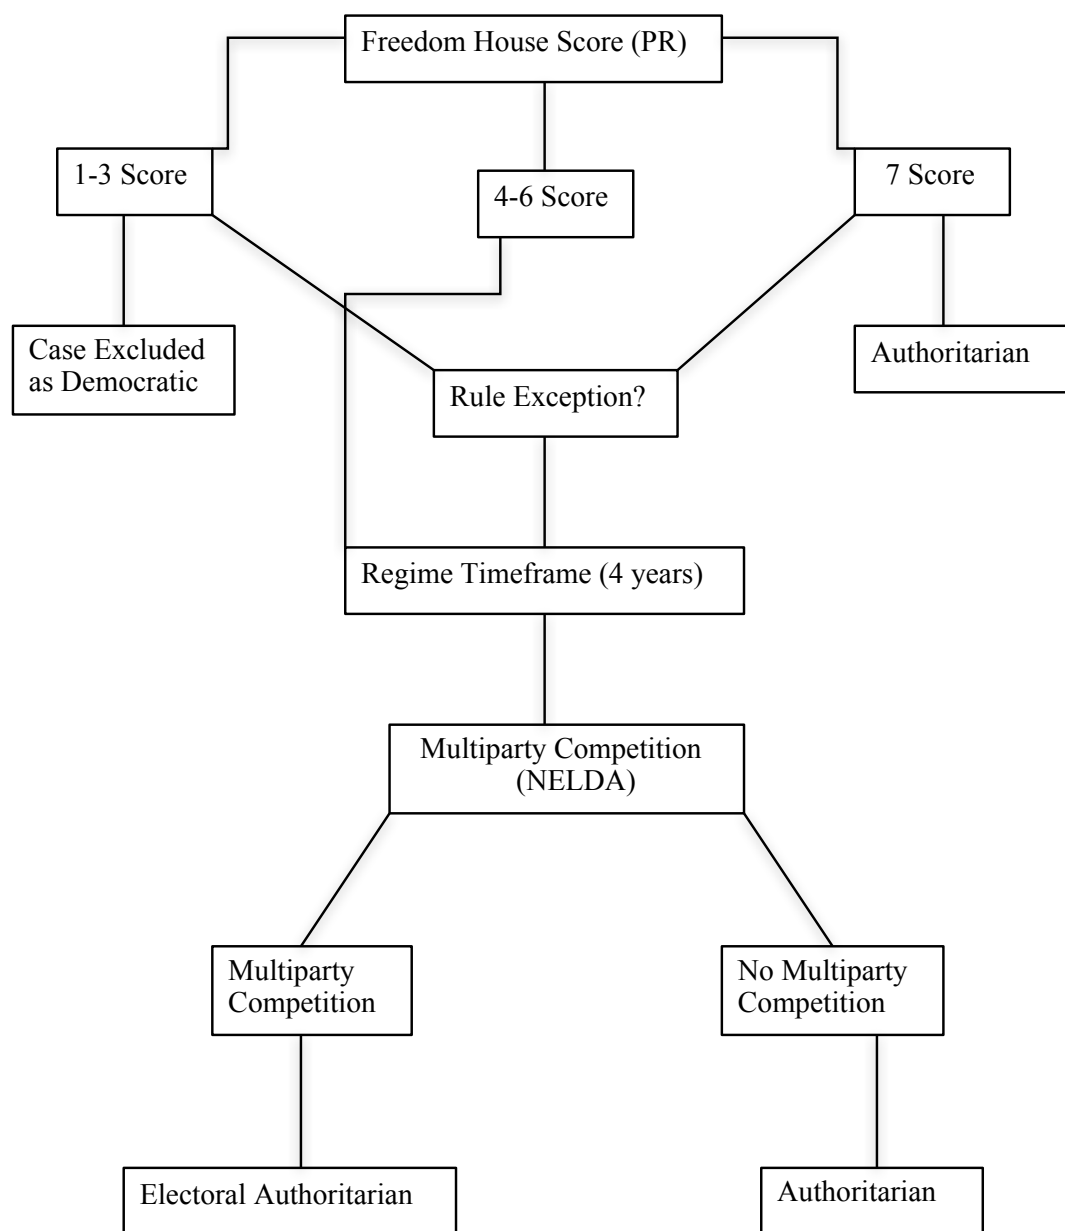 Freedom House Score (PR)
1-3 Score
4-6 Score
7 Score
Case Excluded
as Democratic
Authoritarian
Rule Exception?
Regime Timeframe (4 years)
Multiparty Competition
(NELDA)
Multiparty
Competition
No Multiparty
Competition
Electoral Authoritarian
Authoritarian